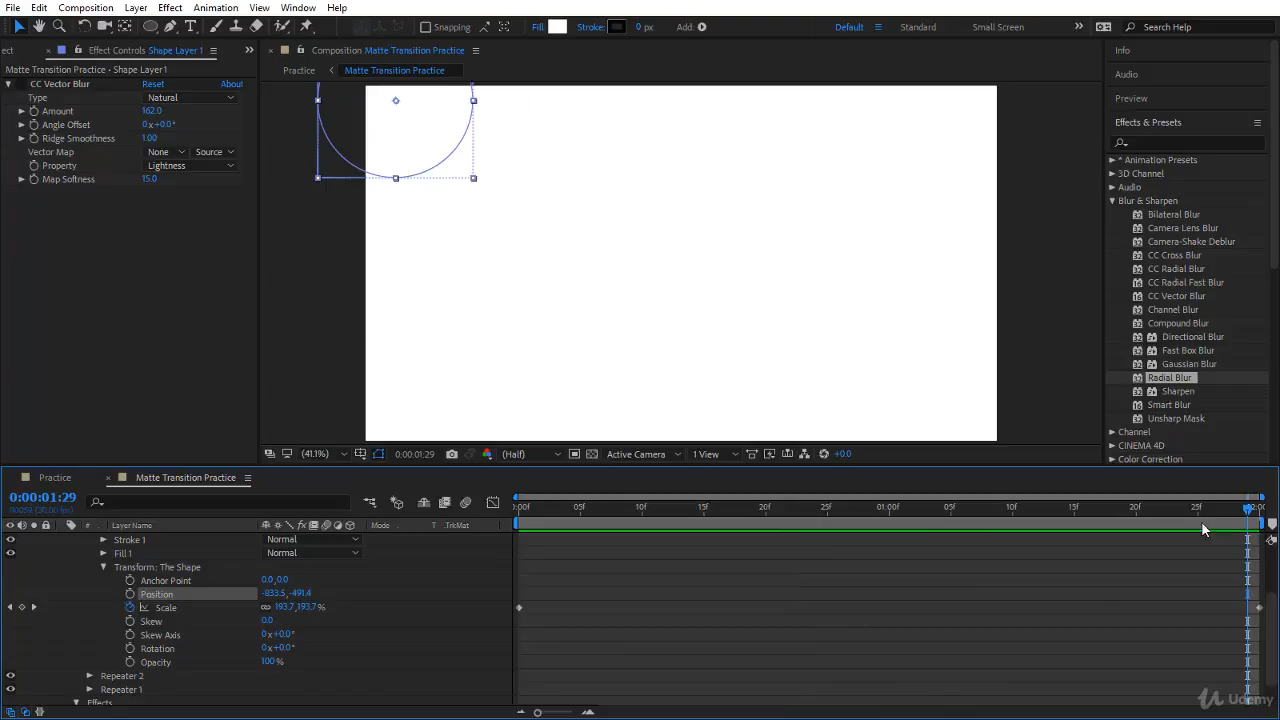 File Edit Composition Layer Effect Animation View Window Help
Snapping Fill Stroke: 0 px Add: Default Standard Small Screen Search Help
ect Effect Controls Shape Layer 1
Matte Transition Practice • Shape Layer1
CC Vector Blur Reset About
Type Natural
Amount 162.0
Angle Offset 0x+0.0°
Ridge Smoothness 1.00
Vector Map None Source
Property Lightness
Map Softness 15.0
Composition Matte Transition Practice
Practice Matte Transition Practice
(41.1%) 0:00:01:29 (Half) Active Camera 1 View +0.0
Info
Audio
Preview
Effects & Presets
* Animation Presets
3D Channel
Audio
Blur & Sharpen
Bilateral Blur
Camera Lens Blur
Camera-Shake Deblur
CC Cross Blur
CC Radial Blur
CC Radial Fast Blur
CC Vector Blur
Channel Blur
Compound Blur
Directional Blur
Fast Box Blur
Gaussian Blur
Radial Blur
Sharpen
Smart Blur
Unsharp Mask
Channel
CINEMA 4D
Color Correction
Practice Matte Transition Practice
0:00:01:29
00059 (30.00 fps)
:00f 05f 10f 15f 20f 25f 01:00f 05f 10f 15f 20f 25f
# Layer Name Mode T TrkMat
Stroke 1 Normal
Fill 1 Normal
Transform: The Shape
Anchor Point 0.0,0.0
Position -833.5,-491.4
Scale 193.7,193.7%
Skew 0.0
Skew Axis 0x+0.0°
Rotation 0x+0.0°
Opacity 100%
Repeater 2
Repeater 1
Effects
Udemy